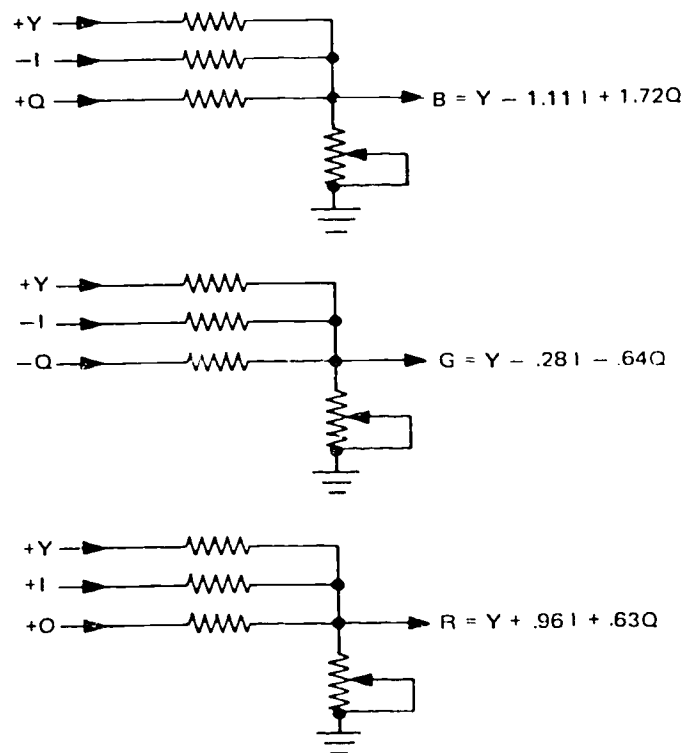 +Y
−I
+Q
B = Y − 1.11 I + 1.72Q
+Y
−I
−Q
G = Y − .28 I − .64Q
+Y
+I
+O
R = Y + .96 I + .63Q